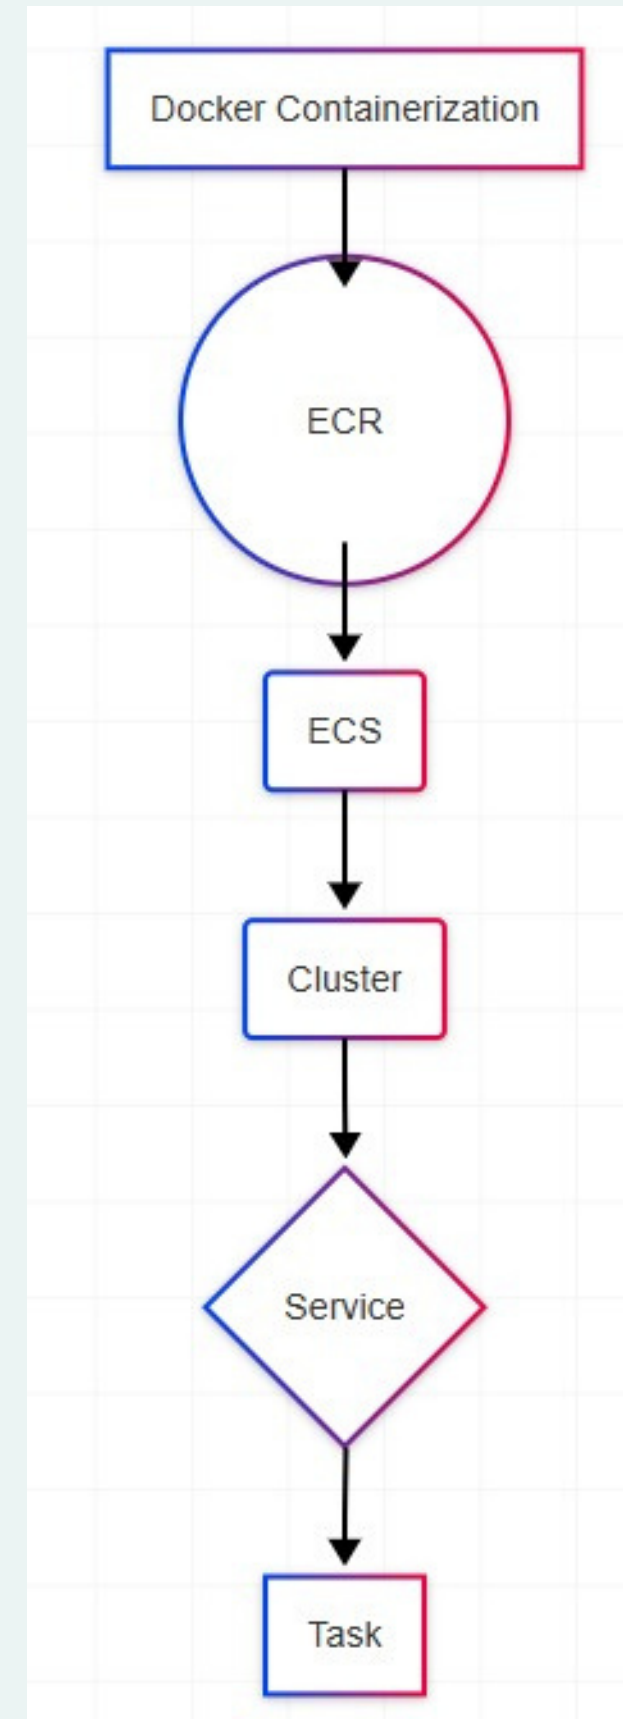 Docker Containerization
ECR
ECS
Cluster
Service
Task